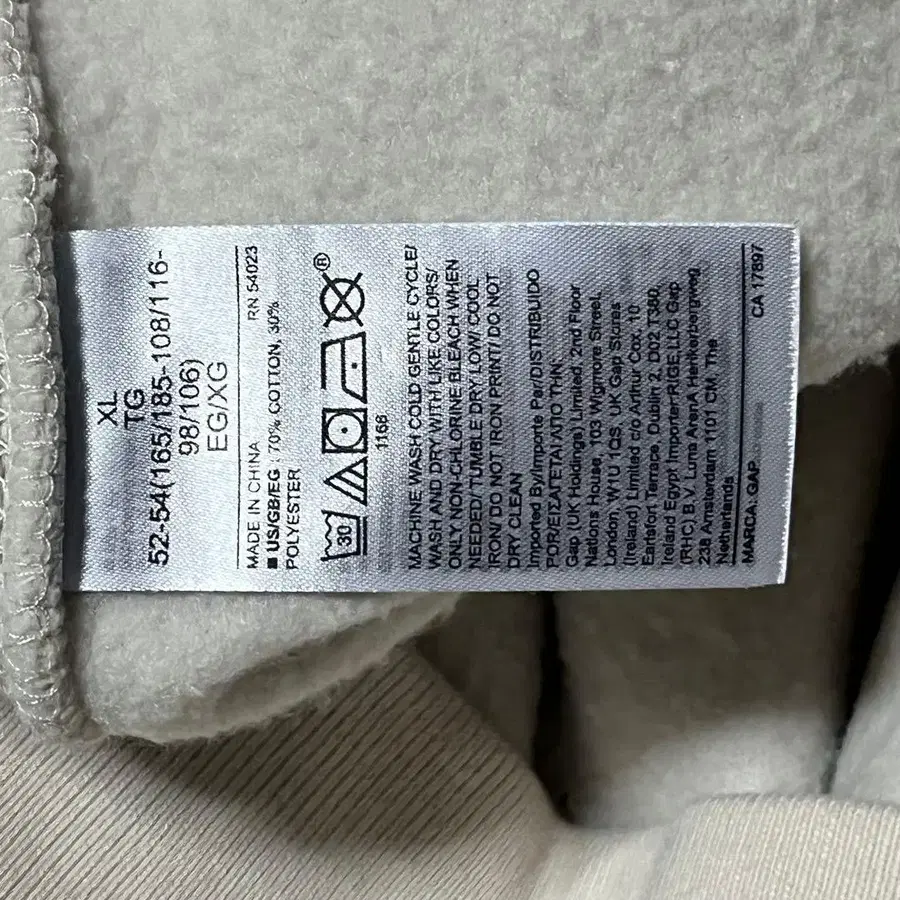 XL
TG
52-54(165/185-108/116-
98/106)
EG/XG
RN 54023
MADE IN CHINA
■ US/GB/EG : 70% COTTON, 30%
POLYESTER
30
®
1166
MACHINE WASH COLD GENTLE CYCLE/
WASH AND DRY WITH LIKE COLORS/
ONLY NON-CHLORINE BLEACH WHEN
NEEDED/ TUMBLE DRY LOW/ COOL
IRON/DO NOT IRON PRINT/ DO NOT
DRY CLEAN
Imported By/Importe Par/DISTRIBUIDO
POR/ΕΙΣΑΓΕΤΑΙ ΑΠΟ ΤΗΝ:
Gap (UK Holdings) Limited, 2nd Floor
Nations House, 103 Wigmore Street,
London, W1U 1QS, UK Gap Stores
(Ireland) Limited c/o Arthur Cox, 10
Earlsfort Terrace, Dublin 2, D02 T380,
Ireland Egypt Importer:RIGE,LLC Gap
(RHC) B. V. Luma ArenA Herikerbergweg
238 Amsterdam 1101 CM, The
Netherlands
MARCA: GAP
CA 17897